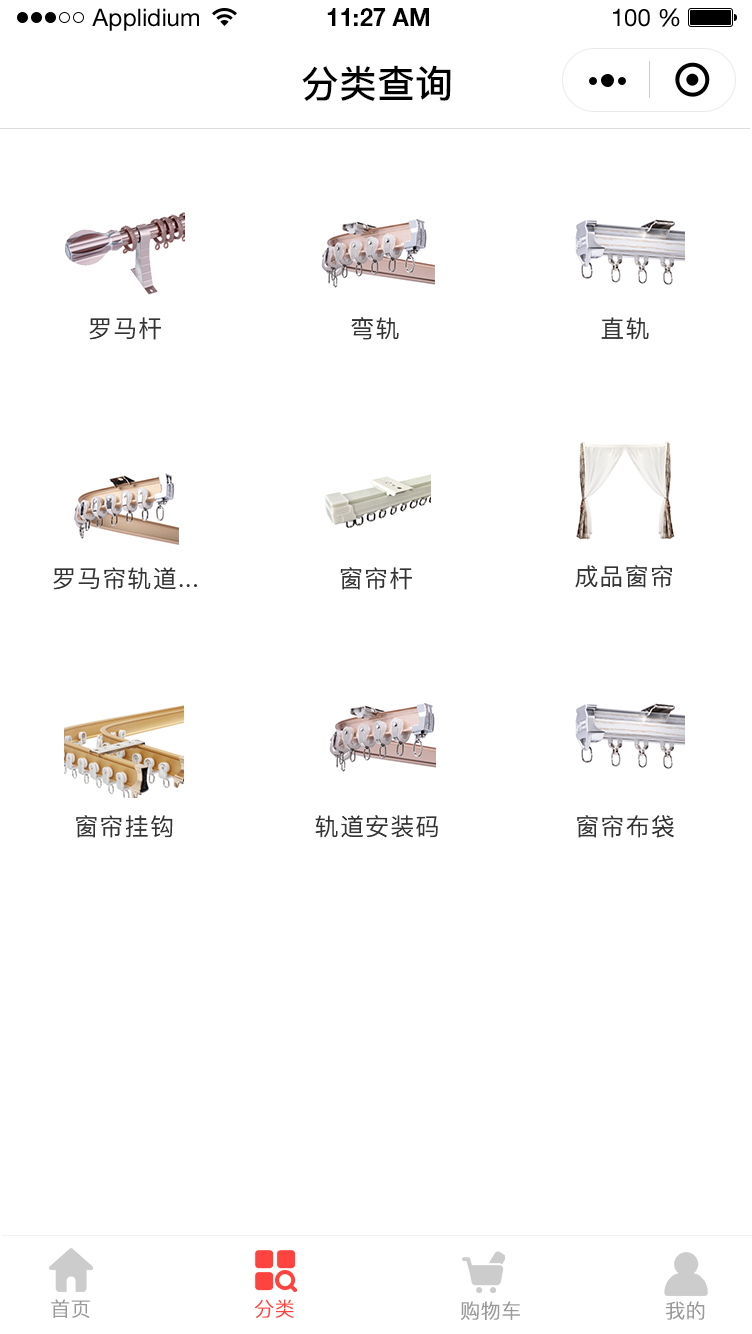 Applidium 11:27 AM 100 %
分类查询
罗马杆 弯轨 直轨
罗马帘轨道... 窗帘杆 成品窗帘
窗帘挂钩 轨道安装码 窗帘布袋
首页 分类 购物车 我的